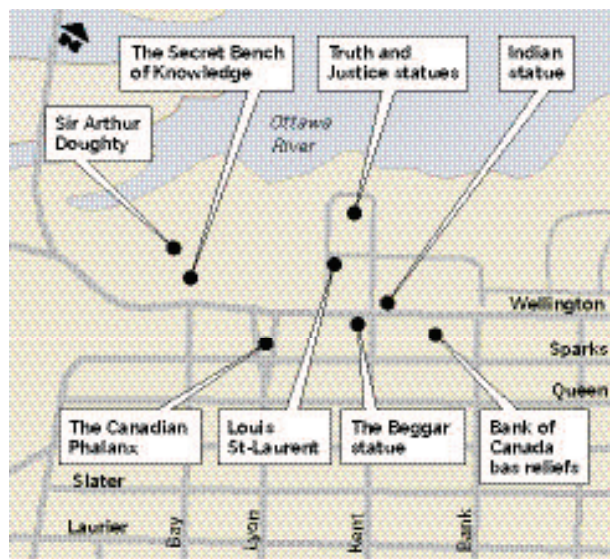 The Secret Bench
of Knowledge
Truth and
Justice statues
Indian
statue
Sir Arthur
Doughty
Ottawa
River
Wellington
Sparks
Queen
The Canadian
Phalanx
Louis
St-Laurent
The Beggar
statue
Bank of
Canada
bas reliefs
Slater
Laurier
Bay
Lyon
Kent
Bank